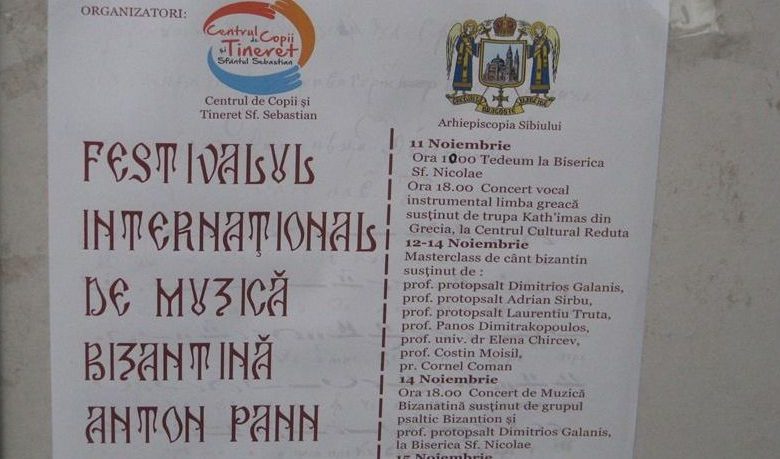 ORGANIZATORI:
Centrul
de Copii
și
Tineret
Sfântul Sebastian
Centrul de Copii și
Tineret Sf. Sebastian
Arhiepiscopia Sibiului
FESTIVALUL
INTERNAŢIONAL
DE MUZICĂ
BIZANTINĂ
ANTON PANN
11 Noiembrie
Ora 1000 Tedeum la Biserica
Sf. Nicolae
Ora 18.00 Concert vocal
instrumental limba greacă
susținut de trupa Kath'imas din
Grecia, la Centrul Cultural Reduta
12-14 Noiembrie
Masterclass de cânt bizantin
susținut de :
prof. protopsalt Dimitrios Galanis,
prof. protopsalt Adrian Sirbu,
prof. protopsalt Laurentiu Truta,
prof. Panos Dimitrakopoulos,
prof. univ. dr Elena Chircev,
prof. Costin Moisil,
pr. Cornel Coman
14 Noiembrie
Ora 18.00 Concert de Muzică
Bizanatină susținut de grupul
psaltic Bizantion și
prof. protopsalt Dimitrios Galanis,
la Biserica Sf. Nicolae
15 Noiembrie